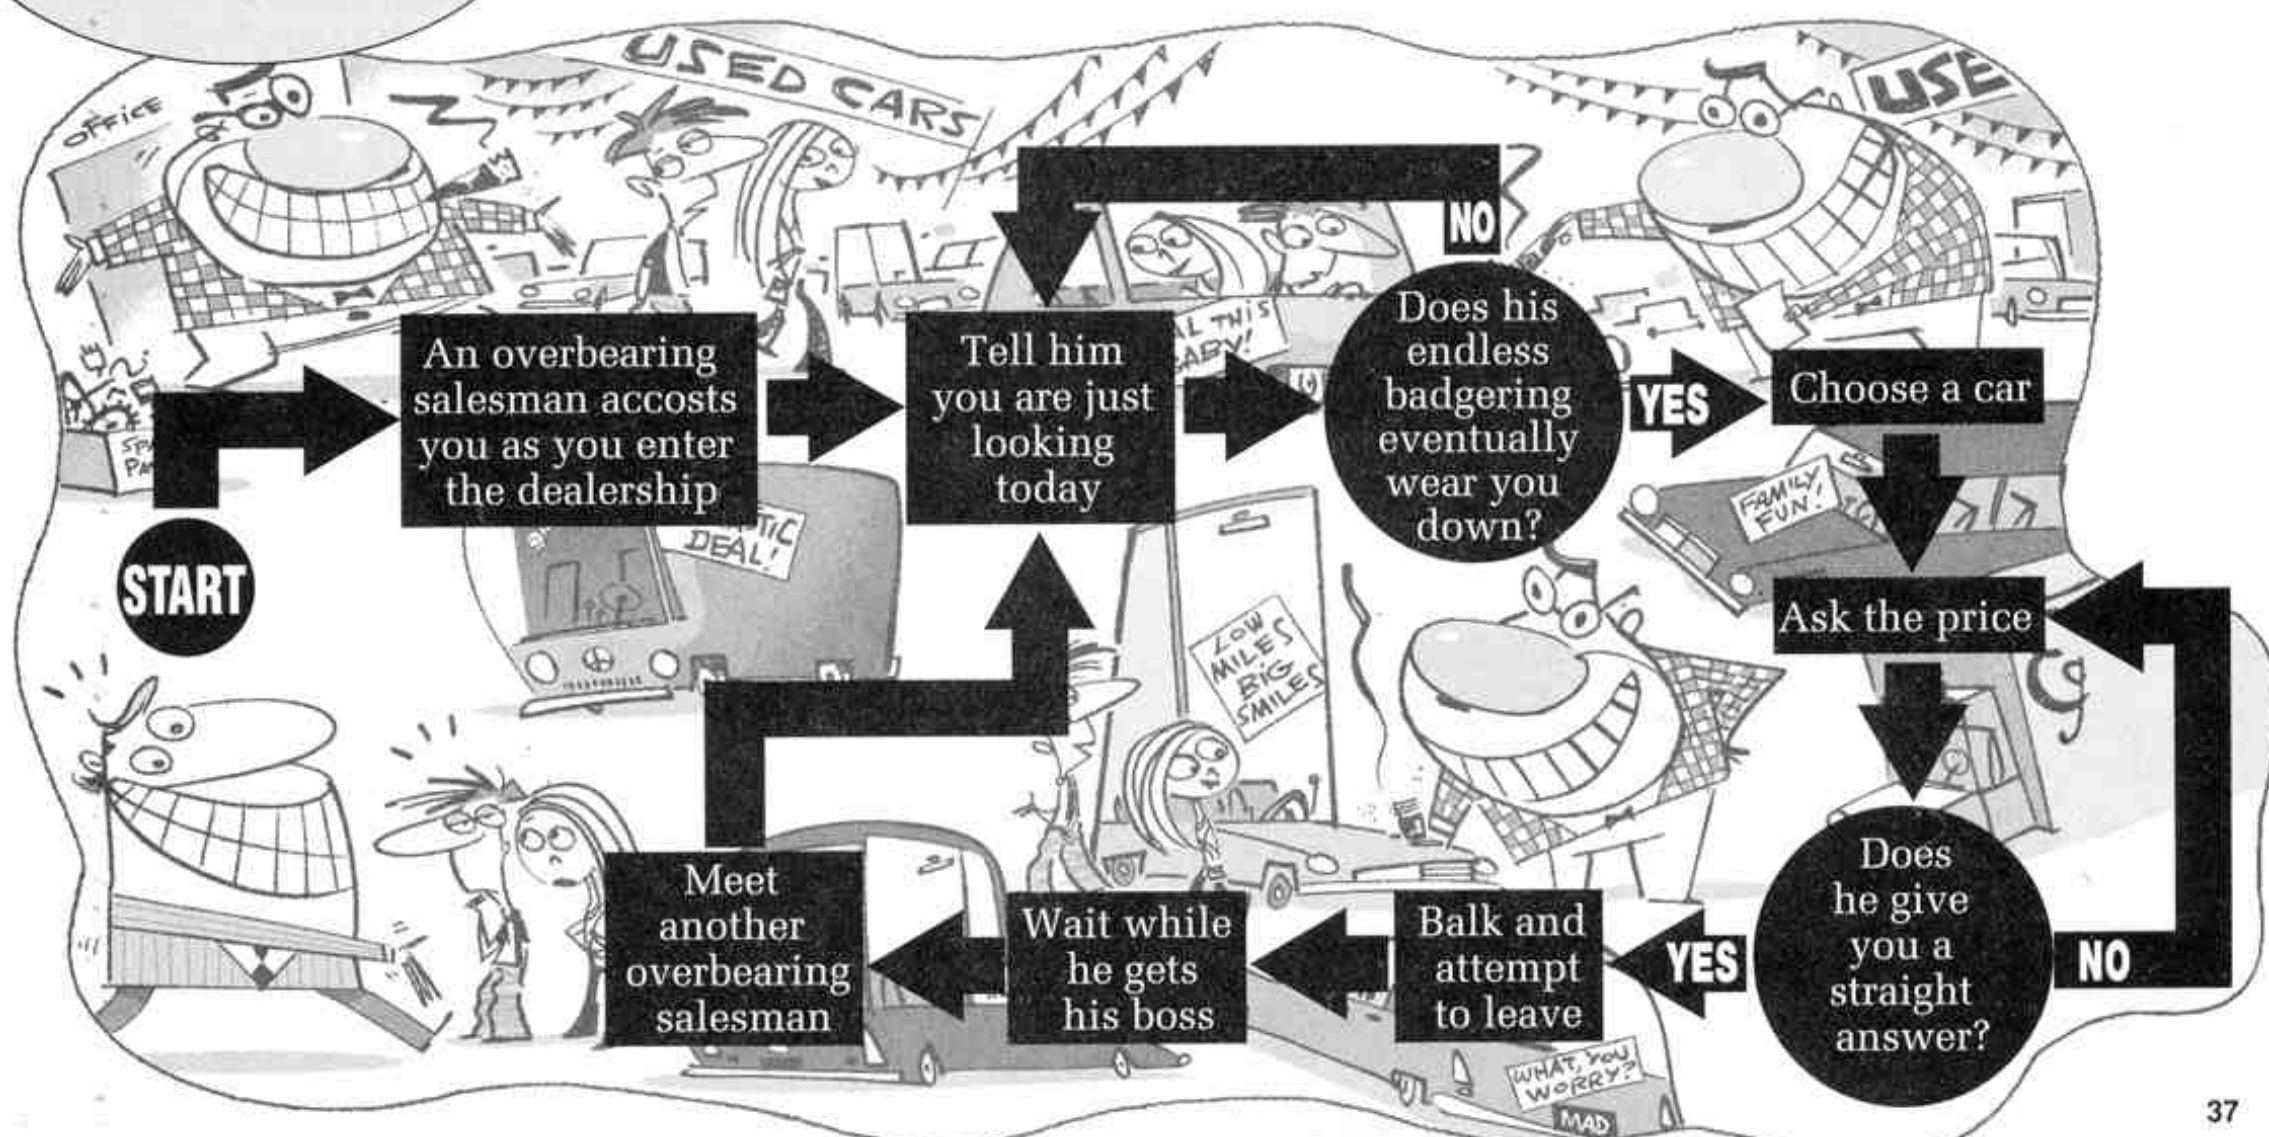 OFFICE
USED CARS
USE
START
An overbearing
salesman accosts
you as you enter
the dealership
Tell him
you are just
looking
today
NO
Does his
endless
badgering
eventually
wear you
down?
YES
Choose a car
THIS
DEAL!
FAMILY
FUN!
Ask the price
LOW
MILES
BIG
SMILES
Does
he give
you a
straight
answer?
NO
YES
Balk and
attempt
to leave
Wait while
he gets
his boss
Meet
another
overbearing
salesman
WHAT, YOU
WORRY?
MAD
37